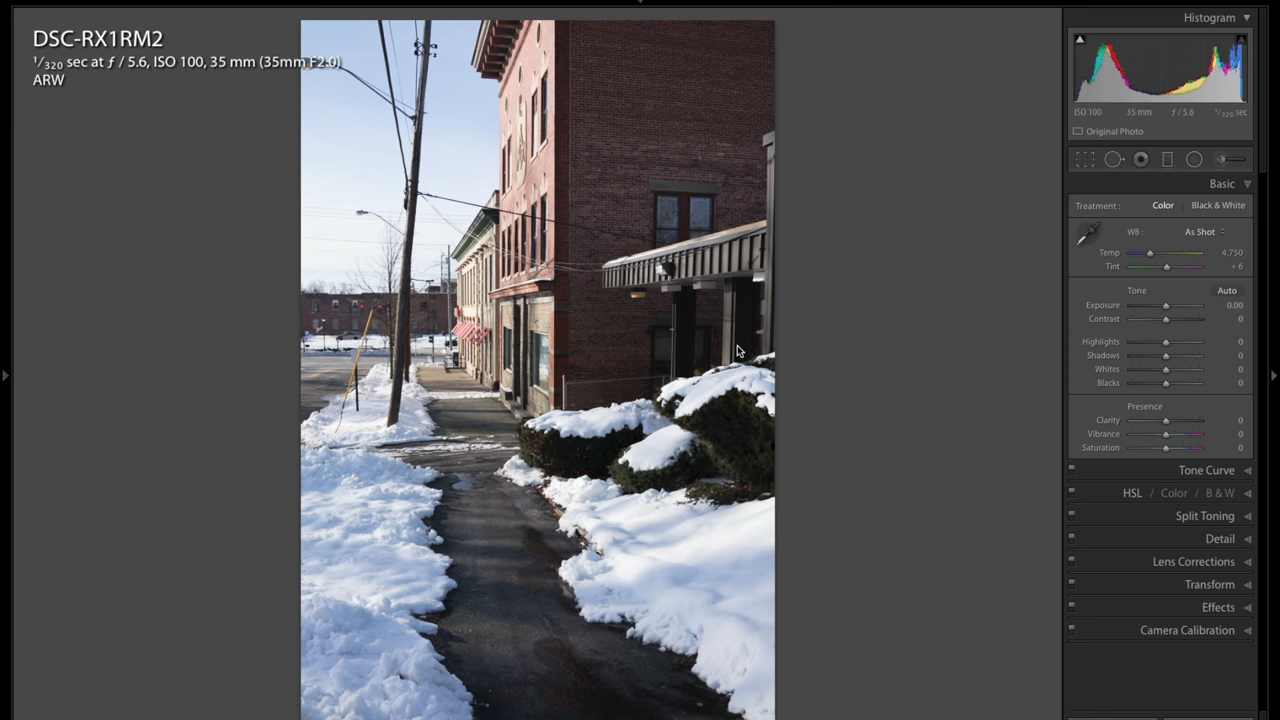 DSC-RX1RM2
1/320 sec at ƒ / 5.6, ISO 100, 35 mm (35mm F2.0)
ARW
Histogram
ISO 100 35 mm ƒ / 5.6 1/320 sec
Original Photo
Basic
Treatment : Color Black & White
WB : As Shot
Temp 4,750
Tint + 6
Tone Auto
Exposure 0.00
Contrast 0
Highlights 0
Shadows 0
Whites 0
Blacks 0
Presence
Clarity 0
Vibrance 0
Saturation 0
Tone Curve
HSL / Color / B & W
Split Toning
Detail
Lens Corrections
Transform
Effects
Camera Calibration